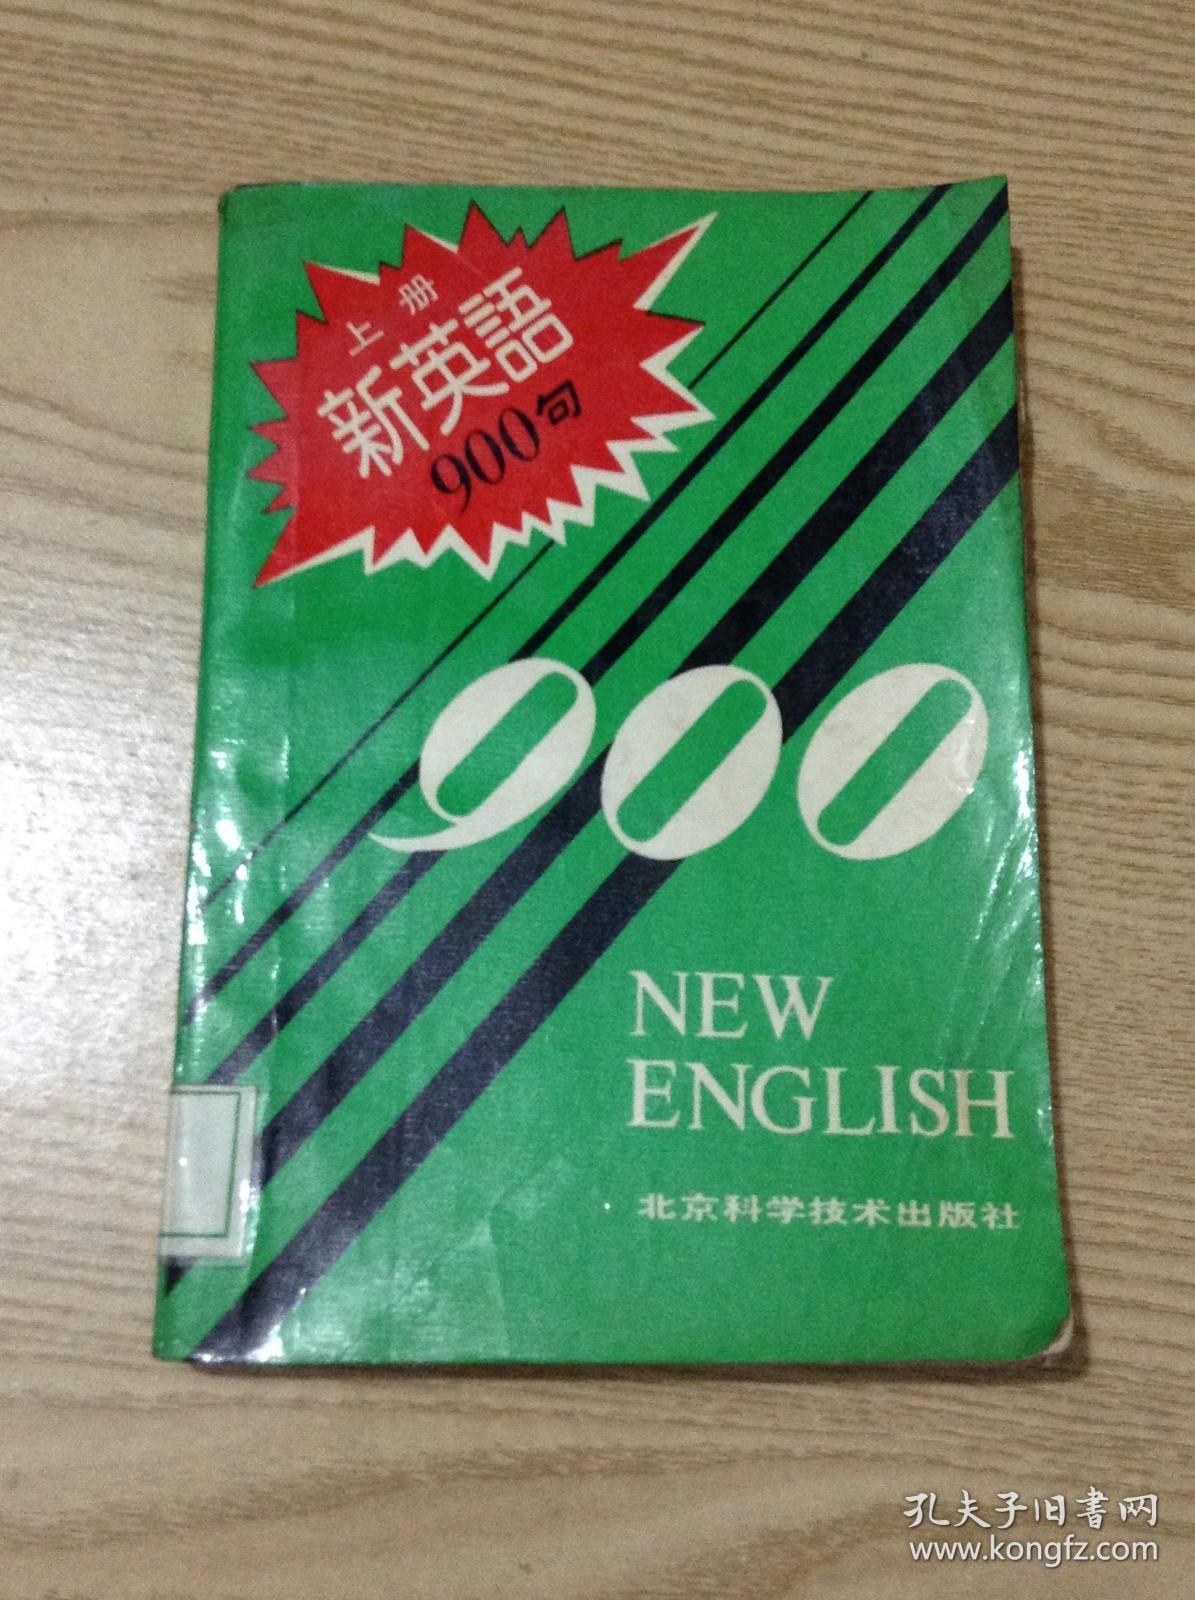 上册
新英語
900句
900
NEW
ENGLISH
北京科学技术出版社
孔夫子旧书网
www.kongfz.com